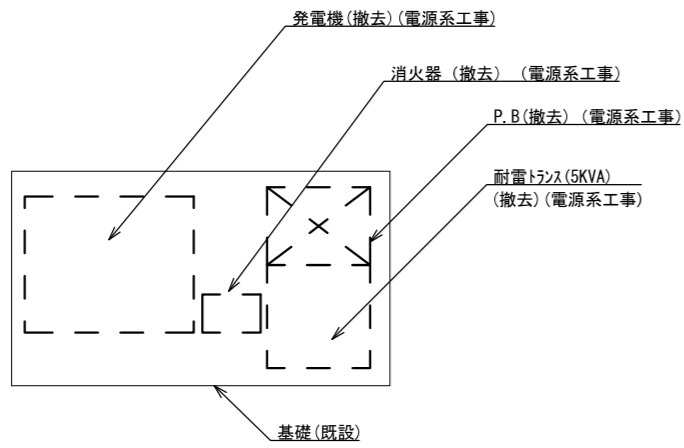 発電機(撤去)(電源系工事)
消火器（撤去）（電源系工事)
P.B(撤去）（電源系工事)
耐雷ﾄﾗﾝｽ(5KVA)
(撤去)(電源系工事)
基礎(既設)